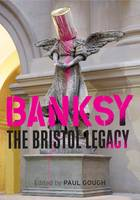 BANKSY
THE BRISTOL LEGACY
Edited by PAUL GOUGH